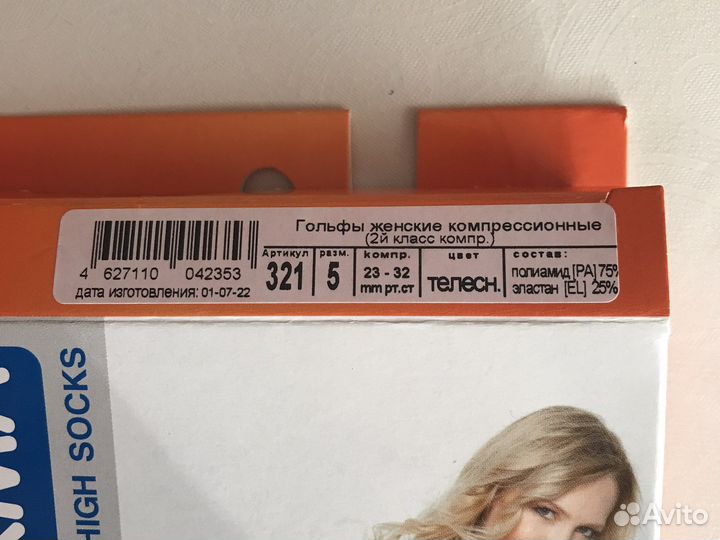 Гольфы женские компрессионные
(2й класс компр.)
4 627110 042353
дата изготовления: 01-07-22
Артикул разм. компр. цвет состав:
321 5 23 - 32 телесн. полиамид [PA] 75%
mm рт.ст эластан [EL] 25%
HIGH SOCKS
Avito